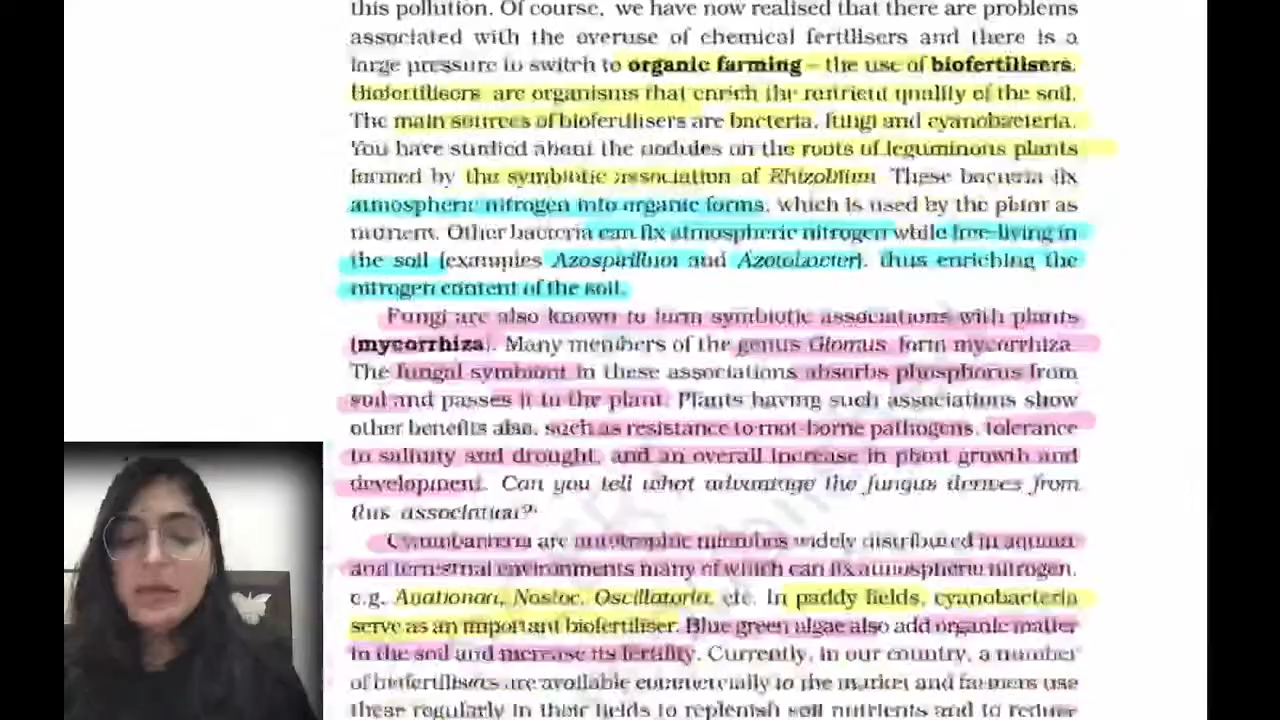 this pollution. Of course, we have now realised that there are problems
associated with the overuse of chemical fertilisers and there is a
large pressure to switch to organic farming – the use of biofertilisers.
Biofertilisers are organisms that enrich the nutrient quality of the soil.
The main sources of biofertilisers are bacteria, fungi and cyanobacteria.
You have studied about the nodules on the roots of leguminous plants
formed by the symbiotic association of Rhizobium. These bacteria fix
atmospheric nitrogen into organic forms, which is used by the plant as
nutrient. Other bacteria can fix atmospheric nitrogen while free-living in
the soil (examples Azospirillum and Azotobacter), thus enriching the
nitrogen content of the soil.
Fungi are also known to form symbiotic associations with plants
(mycorrhiza). Many members of the genus Glomus form mycorrhiza.
The fungal symbiont in these associations absorbs phosphorus from
soil and passes it to the plant. Plants having such associations show
other benefits also, such as resistance to root-borne pathogens, tolerance
to salinity and drought, and an overall increase in plant growth and
development. Can you tell what advantage the fungus derives from
this association?
Cyanobacteria are autotrophic microbes widely distributed in aquatic
and terrestrial environments many of which can fix atmospheric nitrogen,
e.g. Anabaena, Nostoc, Oscillatoria, etc. In paddy fields, cyanobacteria
serve as an important biofertiliser. Blue green algae also add organic matter
to the soil and increase its fertility. Currently, in our country, a number
of biofertilisers are available commercially in the market and farmers use
these regularly in their fields to replenish soil nutrients and to reduce